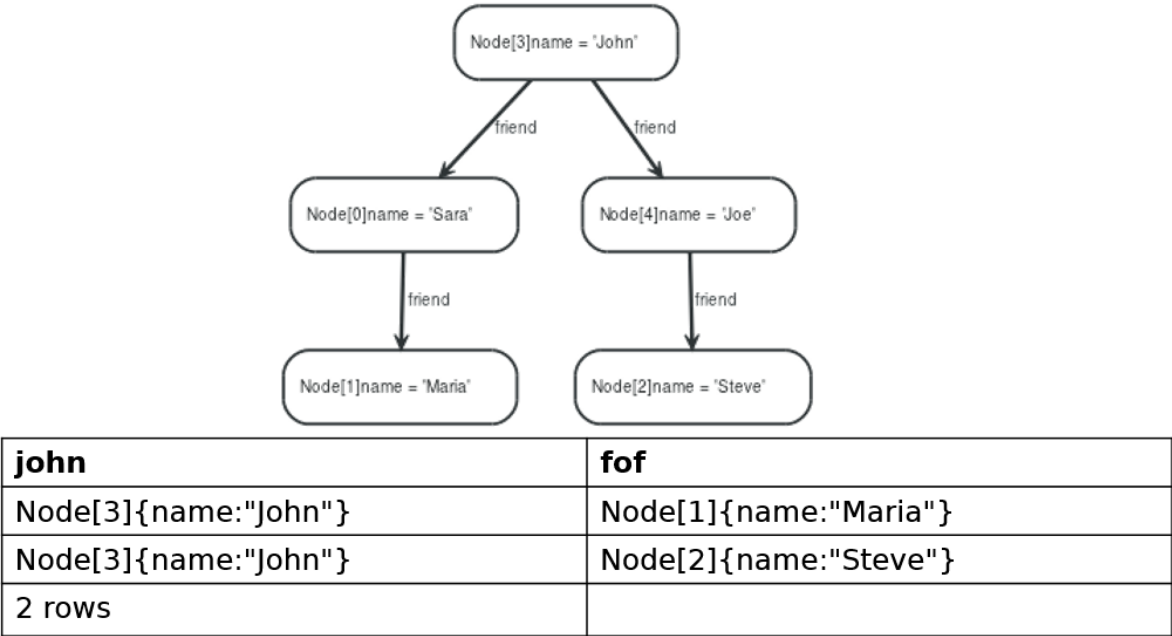 Node[3]name = "John"
friend
friend
Node[0]name = "Sara"
Node[4]name = "Joe"
friend
friend
Node[1]name = "Maria"
Node[2]name = "Steve"
john fof
Node[3]{name:"John"} Node[1]{name:"Maria"}
Node[3]{name:"John"} Node[2]{name:"Steve"}
2 rows